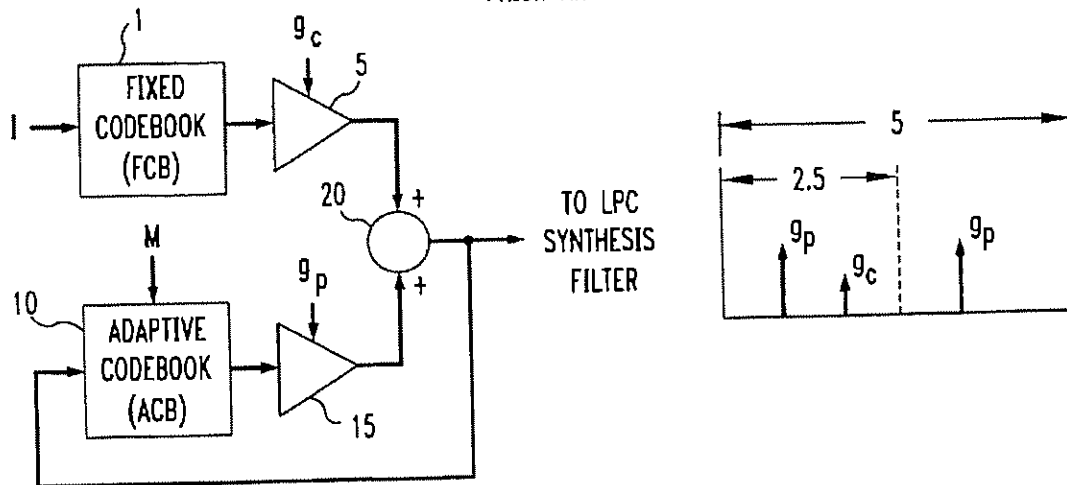 1
g_c
5
FIXED
CODEBOOK
(FCB)
I
20
+
M
g_p
+
10
ADAPTIVE
CODEBOOK
(ACB)
15
TO LPC
SYNTHESIS
FILTER
5
2.5
g_p
g_c
g_p